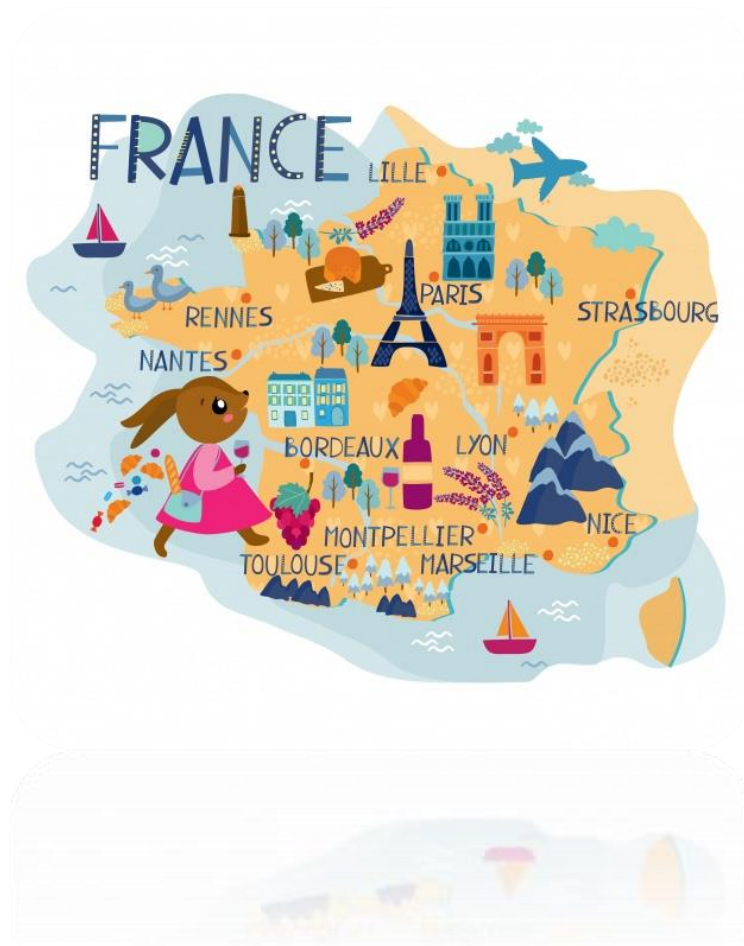 FRANCE
LILLE
PARIS
RENNES
STRASBOURG
NANTES
BORDEAUX
LYON
MONTPELLIER
NICE
TOULOUSE
MARSEILLE